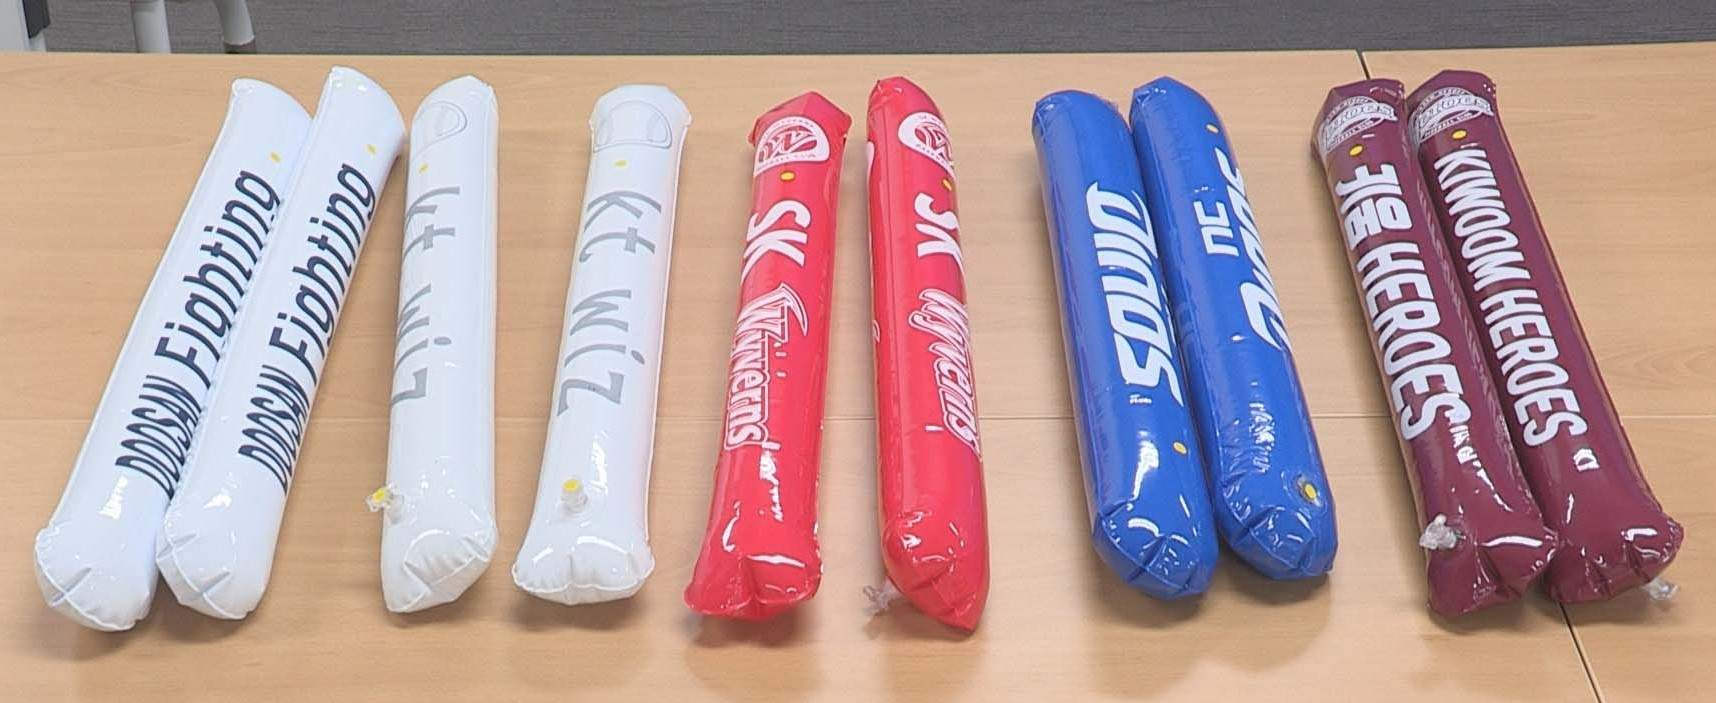 DOOSAN Fighting
DOOSAN Fighting
kt wiz
kt wiz
SK Wyverns
SK Wyverns
DINOS
NC Dinos
키움 HEROES
KIWOOM HEROES